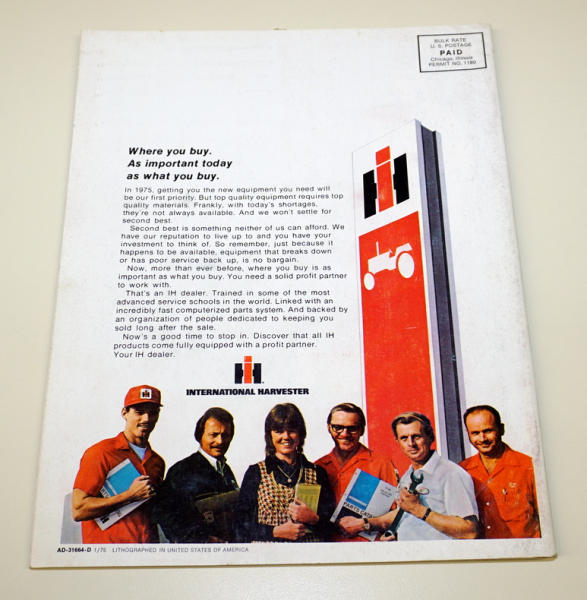 BULK RATE
U. S. POSTAGE
PAID
Chicago, Illinois
PERMIT NO. 1180
Where you buy.
As important today
as what you buy.
In 1975, getting you the new equipment you need will
be our first priority. But top quality equipment requires top
quality materials. Frankly, with today's shortages,
they're not always available. And we won't settle for
second best.
Second best is something neither of us can afford. We
have our reputation to live up to and you have your
investment to think of. So remember, just because it
happens to be available, equipment that breaks down
or has poor service back up, is no bargain.
Now, more than ever before, where you buy is as
important as what you buy. You need a solid profit partner
to work with.
That's an IH dealer. Trained in some of the most
advanced service schools in the world. Linked with an
incredibly fast computerized parts system. And backed by
an organization of people dedicated to keeping you
sold long after the sale.
Now's a good time to stop in. Discover that all IH
products come fully equipped with a profit partner.
Your IH dealer.
IH
IH
INTERNATIONAL HARVESTER
IH
PARTS CATALOG
AD-31664-D 1/75 LITHOGRAPHED IN UNITED STATES OF AMERICA